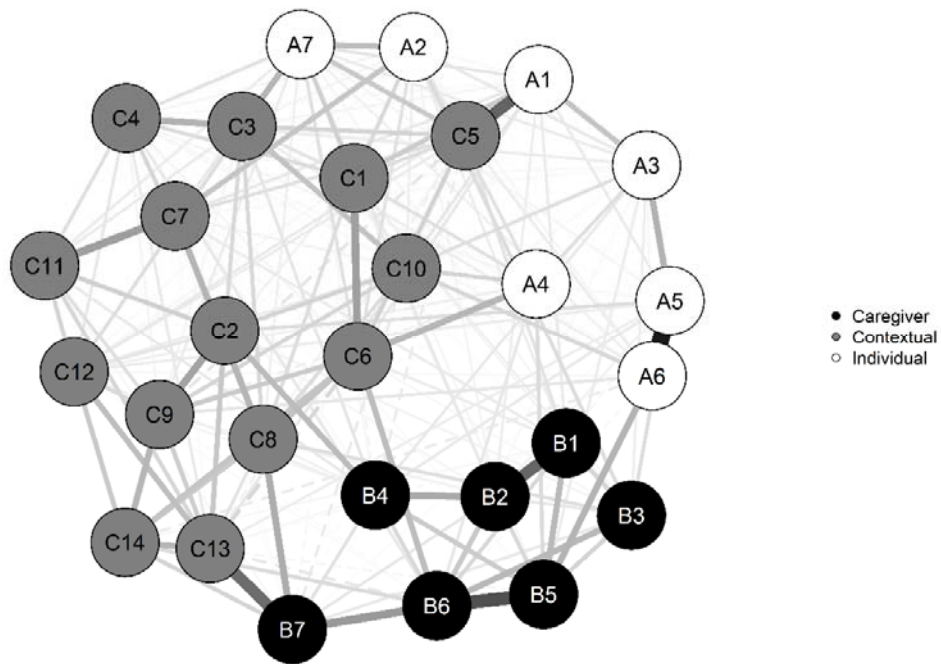 A7
A2
A1
C4
C3
C5
A3
C1
C7
C11
C10
A4
A5
C2
C6
A6
C12
C9
C8
B1
B4
B2
B3
C14
C13
B5
B6
B7
Caregiver
Contextual
Individual